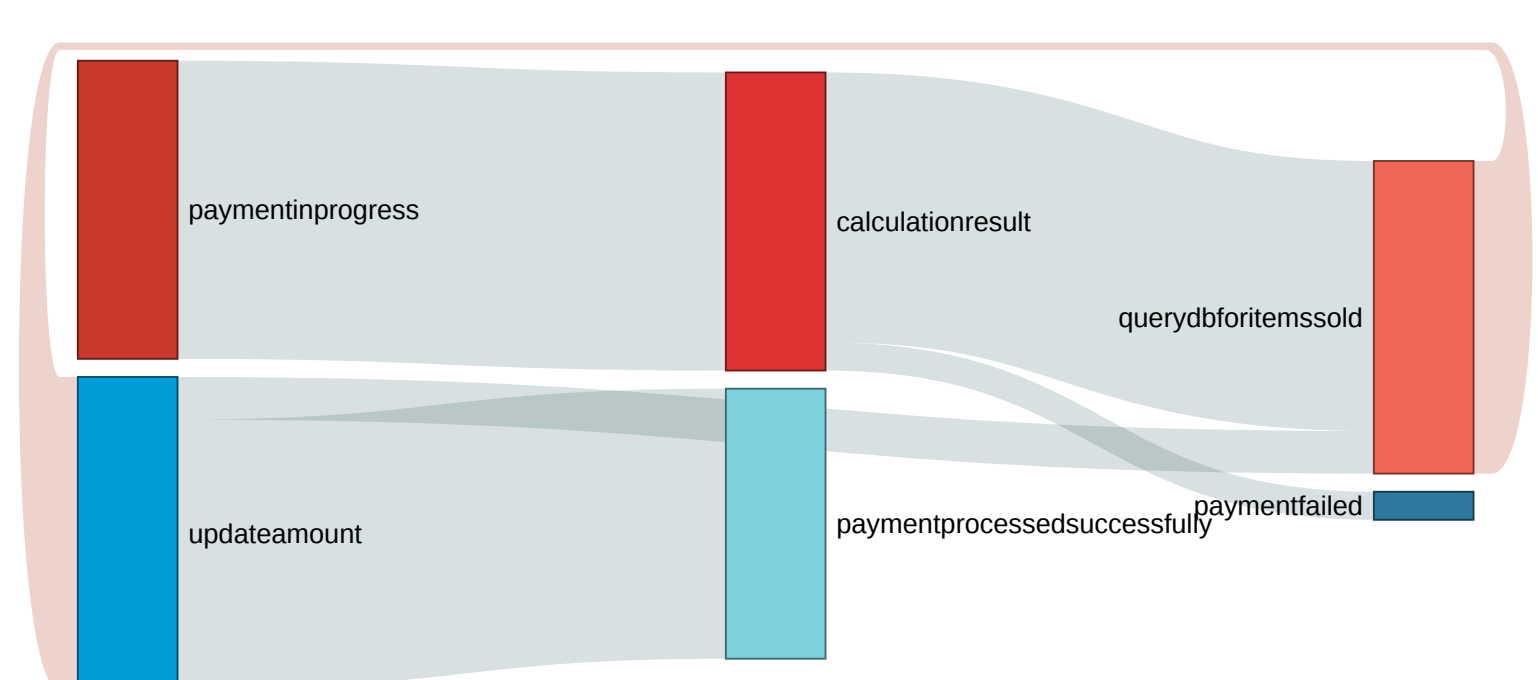 paymentinprogress
calculationresult
querydbforitemssold
paymentfailed
paymentprocessedsuccessfully
updateamount